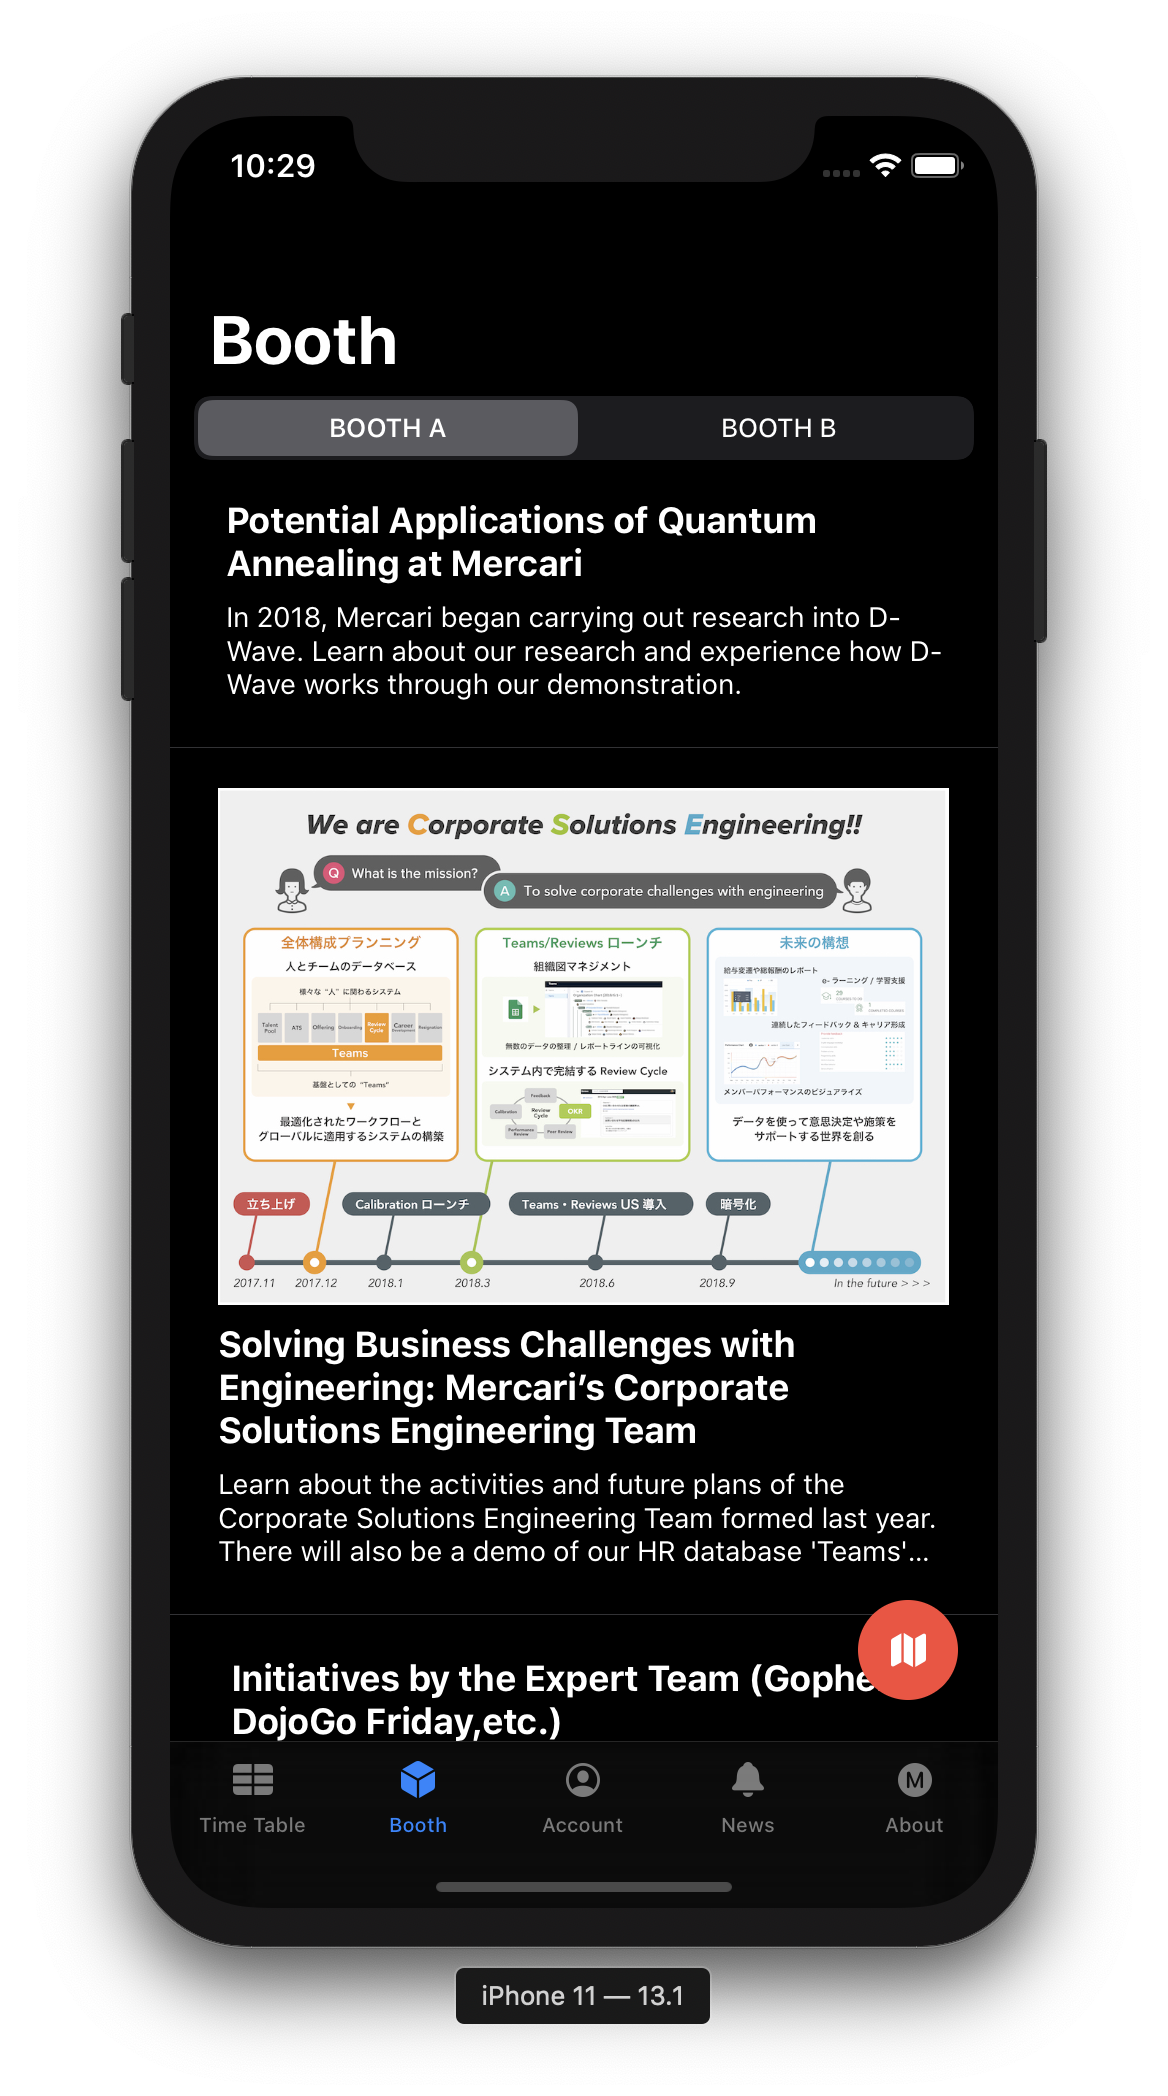 10:29
Booth
BOOTH A
BOOTH B
Potential Applications of Quantum
Annealing at Mercari
In 2018, Mercari began carrying out research into D-
Wave. Learn about our research and experience how D-
Wave works through our demonstration.
We are Corporate Solutions Engineering!!
Q What is the mission?
A To solve corporate challenges with engineering
全体構成プランニング
人とチームのデータベース
様々な "人" に関わるシステム
Talent Pool
ATS
Offering
Onboarding
Review Cycle
Career Development
Resignation
Teams
基盤としての "Teams"
最適化されたワークフローと
グローバルに適用するシステムの構築
Teams/Reviews ローンチ
組織図マネジメント
無数のデータの整理 / レポートラインの可視化
システム内で完結する Review Cycle
Feedback
Calibration
Review Cycle
OKR
Performance Review
Peer Review
未来の構想
給与変遷や総報酬のレポート
e- ラーニング / 学習支援
連続したフィードバック & キャリア形成
メンバーパフォーマンスのビジュアライズ
データを使って意思決定や施策を
サポートする世界を創る
立ち上げ
Calibration ローンチ
Teams・Reviews US 導入
暗号化
2017.11
2017.12
2018.1
2018.3
2018.6
2018.9
In the future > > >
Solving Business Challenges with
Engineering: Mercari’s Corporate
Solutions Engineering Team
Learn about the activities and future plans of the
Corporate Solutions Engineering Team formed last year.
There will also be a demo of our HR database 'Teams'...
Initiatives by the Expert Team (Gophe
DojoGo Friday,etc.)
Time Table
Booth
Account
News
M
About
iPhone 11 — 13.1